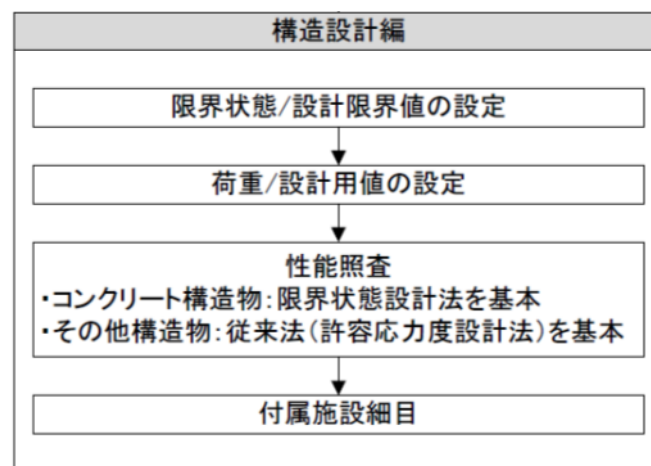 構造設計編
限界状態/設計限界値の設定
荷重/設計用値の設定
性能照査
・コンクリート構造物:限界状態設計法を基本
・その他構造物:従来法(許容応力度設計法)を基本
付属施設細目